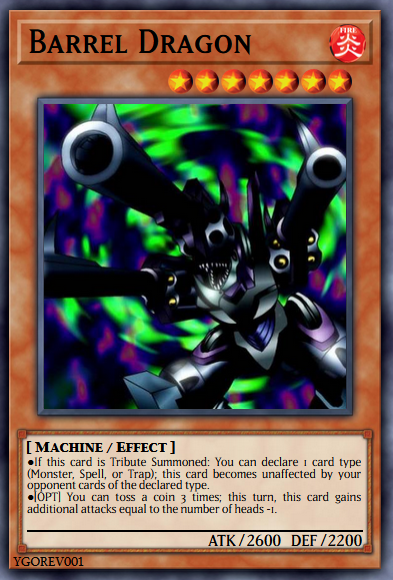 BARREL DRAGON
FIRE
炎
[ MACHINE / EFFECT ]
●If this card is Tribute Summoned: You can declare 1 card type
(Monster, Spell, or Trap); this card becomes unaffected by your
opponent cards of the declared type.
●[OPT] You can toss a coin 3 times; this turn, this card gains
additional attacks equal to the number of heads -1.
ATK / 2600 DEF / 2200
YGOREV001